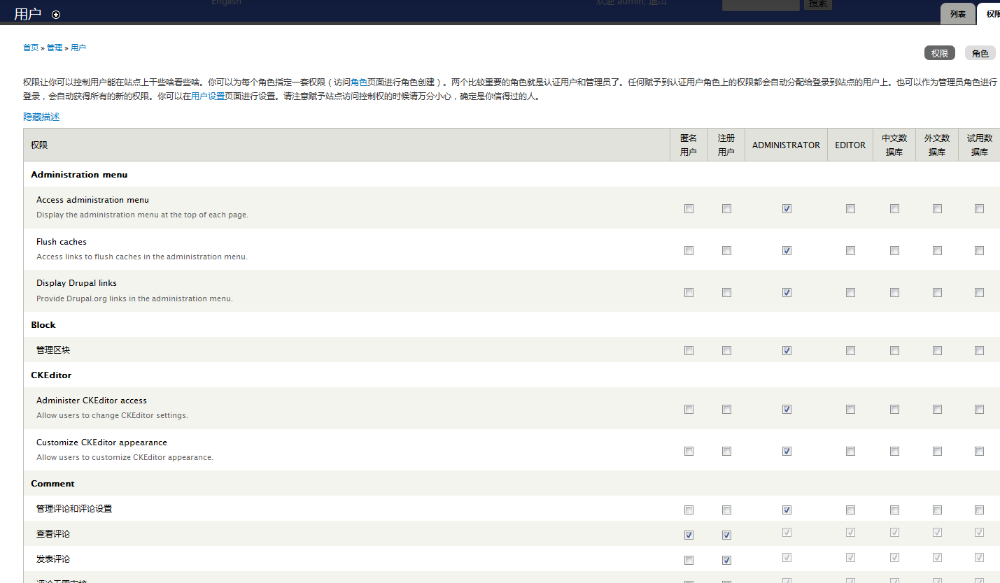 English
欢迎 admin, 退出
搜索
用户
列表
权限
首页 » 管理 » 用户
权限
角色
权限让你可以控制用户能在站点上干些啥看些啥。你可以为每个角色指定一套权限 ( 访问角色页面进行角色创建 ) 。两个比较重要的角色就是认证用户和管理员了。任何赋予到认证用户角色上的权限都会自动分配给登录到站点的用户上。也可以作为管理员角色进行
登录，会自动获得所有的新的权限。你可以在用户设置页面进行设置。请注意赋予站点访问控制权的时候请万分小心，确定是你信得过的人。
隐藏描述
权限
匿名
用户
注册
用户
ADMINISTRATOR
EDITOR
中文数
据库
外文数
据库
试用数
据库
Administration menu
Access administration menu
Display the administration menu at the top of each page.
Flush caches
Access links to flush caches in the administration menu.
Display Drupal links
Provide Drupal.org links in the administration menu.
Block
管理区块
CKEditor
Administer CKEditor access
Allow users to change CKEditor settings.
Customize CKEditor appearance
Allow users to customize CKEditor appearance.
Comment
管理评论和评论设置
查看评论
发表评论
评论无需审核